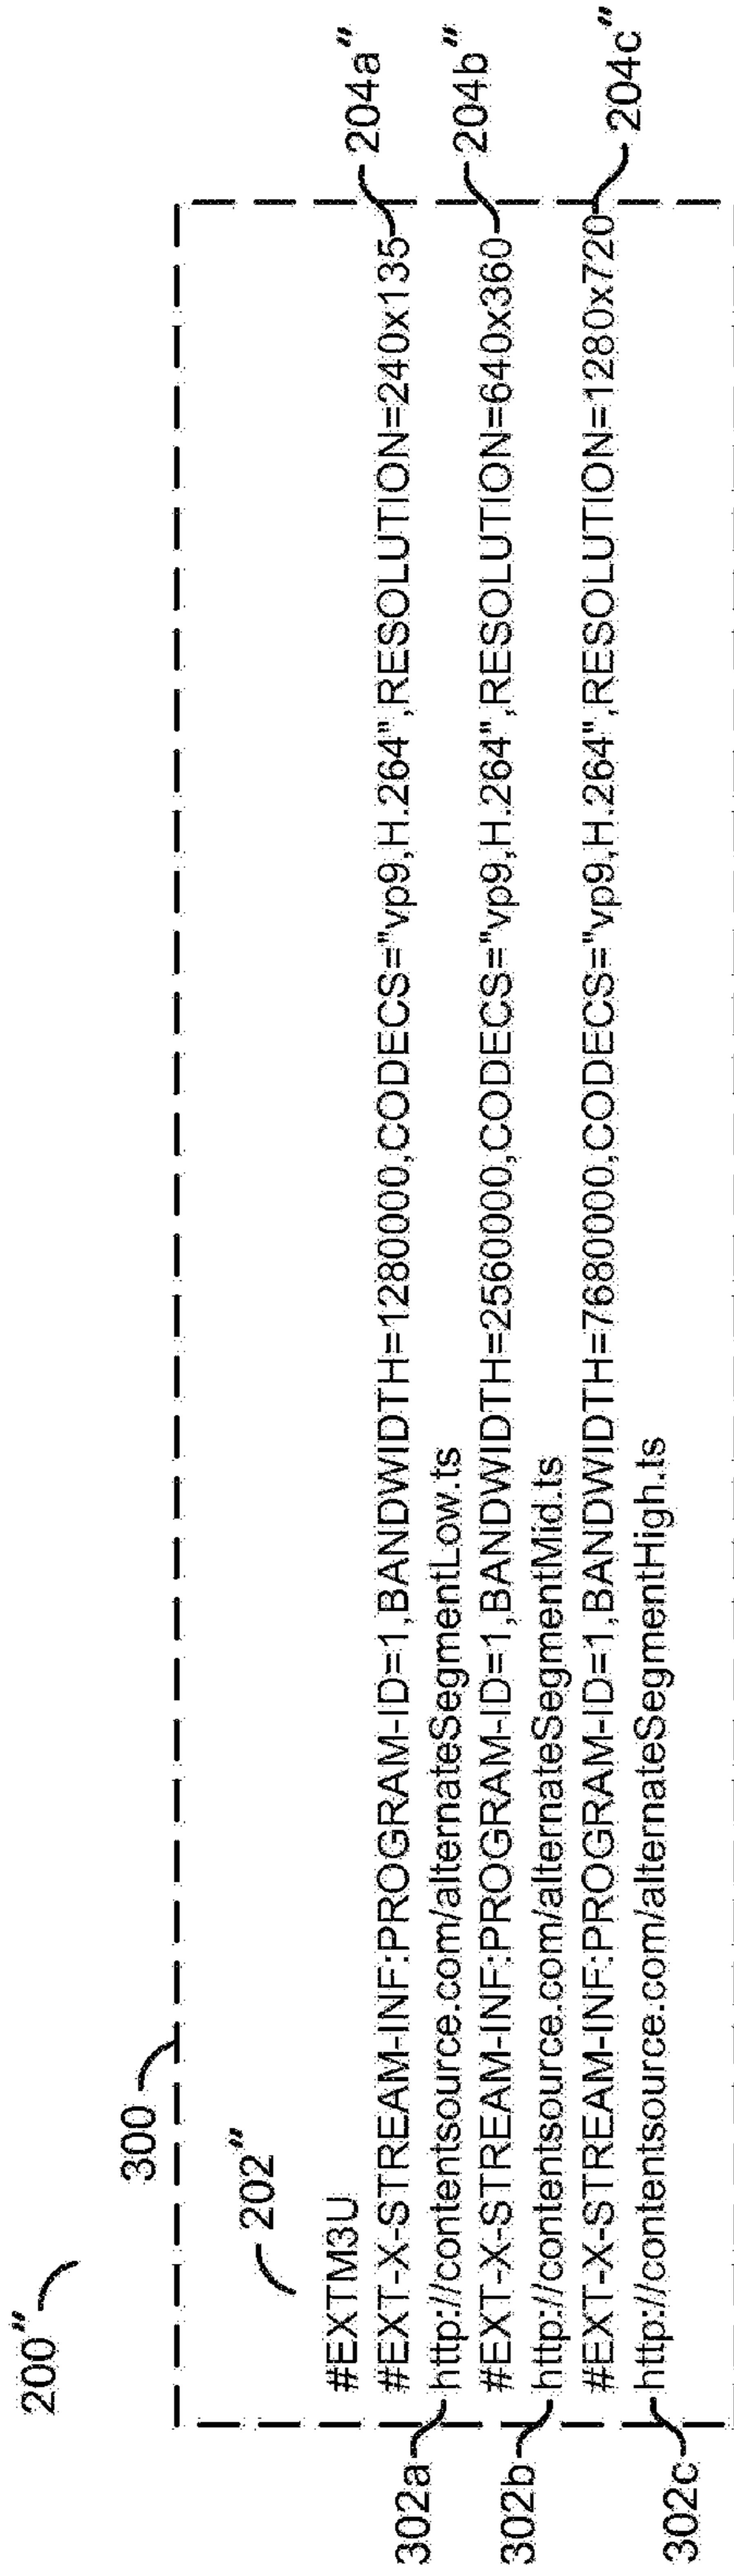 200"
300
202"
#EXTM3U
#EXT-X-STREAM-INF:PROGRAM-ID=1,BANDWIDTH=1280000,CODECS="vp9,H.264",RESOLUTION=240x135
204a"
302a
http://contentsource.com/alternateSegmentLow.ts
#EXT-X-STREAM-INF:PROGRAM-ID=1,BANDWIDTH=2560000,CODECS="vp9,H.264",RESOLUTION=640x360
204b"
302b
http://contentsource.com/alternateSegmentMid.ts
#EXT-X-STREAM-INF:PROGRAM-ID=1,BANDWIDTH=7680000,CODECS="vp9,H.264",RESOLUTION=1280x720
204c"
302c
http://contentsource.com/alternateSegmentHigh.ts